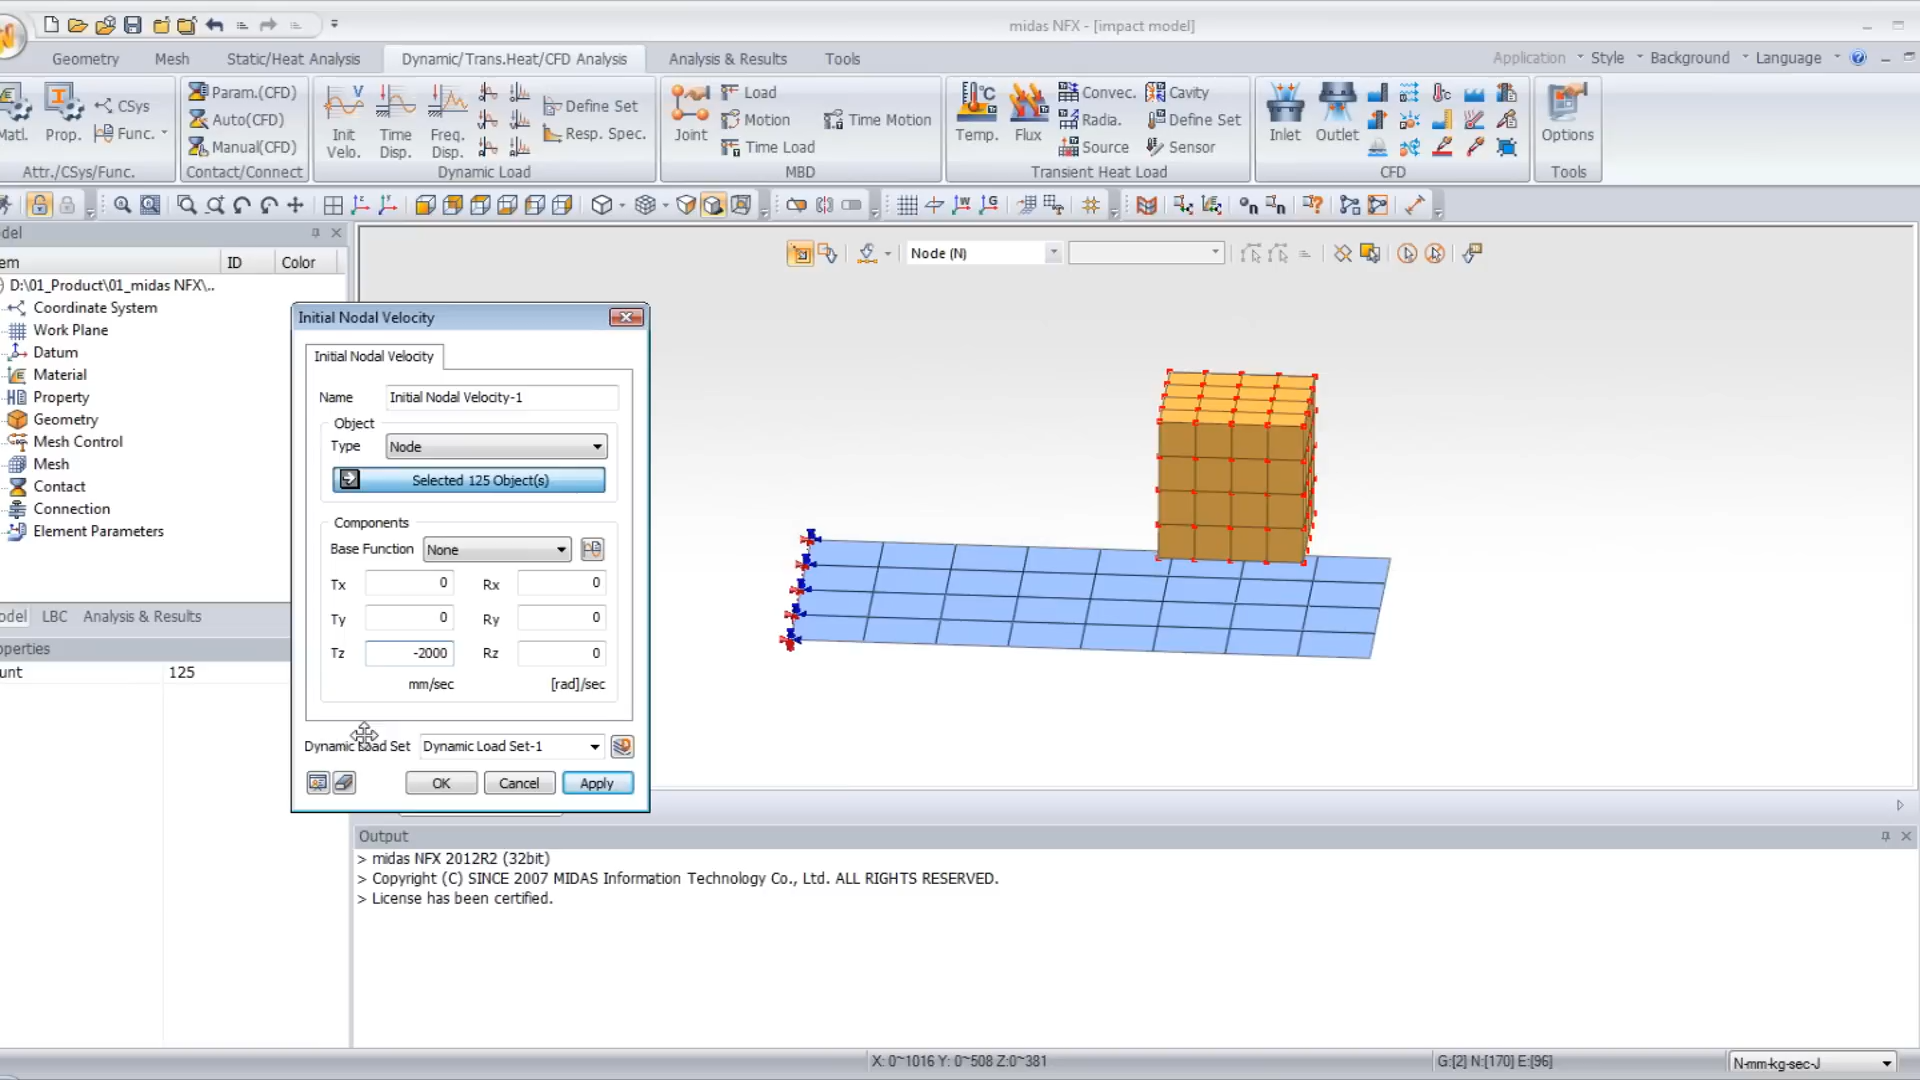 midas NFX - [impact model]
Geometry
Mesh
Static/Heat Analysis
Dynamic/Trans.Heat/CFD Analysis
Analysis & Results
Tools
Application
Style
Background
Language
Matl.
Prop.
CSys
Func.
Attr./CSys/Func.
Param.(CFD)
Auto(CFD)
Manual(CFD)
Contact/Connect
Init Velo.
Time Disp.
Freq. Disp.
Define Set
Resp. Spec.
Dynamic Load
Joint
Load
Motion
Time Load
Time Motion
MBD
Temp.
Flux
Convec.
Radia.
Source
Cavity
Define Set
Sensor
Transient Heat Load
Inlet
Outlet
CFD
Options
Tools
Node (N)
odel
em
ID
Color
D:\01_Product\01_midas NFX\..
Coordinate System
Work Plane
Datum
Material
Property
Geometry
Mesh Control
Mesh
Contact
Connection
Element Parameters
odel
LBC
Analysis & Results
operties
unt
125
Initial Nodal Velocity
Initial Nodal Velocity
Name
Initial Nodal Velocity-1
Object
Type
Node
Selected 125 Object(s)
Components
Base Function
None
Tx
0
Rx
0
Ty
0
Ry
0
Tz
-2000
Rz
0
mm/sec
[rad]/sec
Dynamic Load Set
Dynamic Load Set-1
OK
Cancel
Apply
Output
> midas NFX 2012R2 (32bit)
> Copyright (C) SINCE 2007 MIDAS Information Technology Co., Ltd. ALL RIGHTS RESERVED.
> License has been certified.
X: 0~1016 Y: 0~508 Z:0~381
G:[2] N:[170] E:[96]
N-mm-kg-sec-J